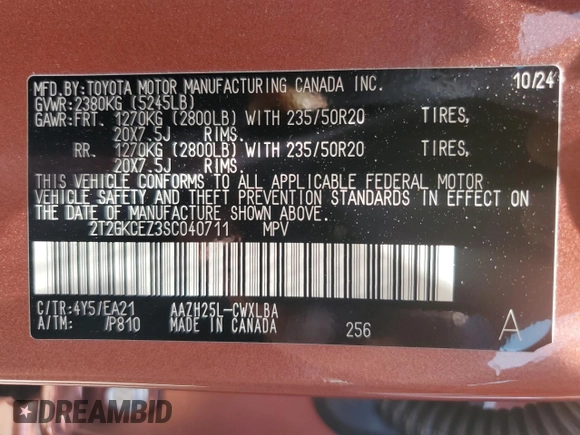 MFD.BY:TOYOTA MOTOR MANUFACTURING CANADA INC. 10/24
GVWR:2380KG (5245LB)
GAWR:FRT. 1270KG (2800LB) WITH 235/50R20 TIRES,
20X7.5J RIMS.
RR. 1270KG (2800LB) WITH 235/50R20 TIRES,
20X7.5J RIMS.
THIS VEHICLE CONFORMS TO ALL APPLICABLE FEDERAL MOTOR
VEHICLE SAFETY AND THEFT PREVENTION STANDARDS IN EFFECT ON
THE DATE OF MANUFACTURE SHOWN ABOVE.
2T2GKCEZ3SC040711 MPV
C/TR:4Y5/EA21 AAZH25L-CWXLBA
A/TM: /P810 MADE IN CANADA 256 A
DREAMBID